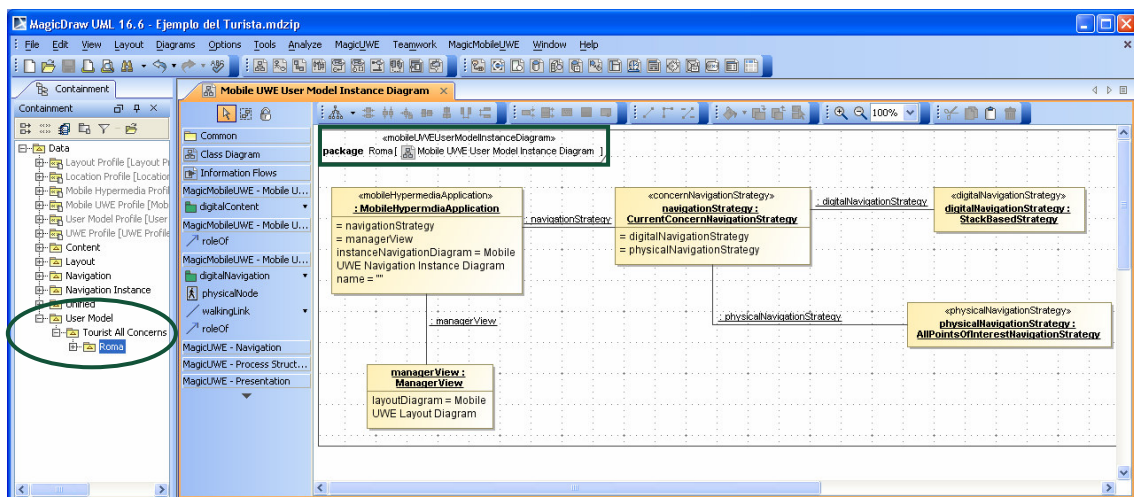 MagicDraw UML 16.6 - Ejemplo del Turista.mdzip
File Edit View Layout Diagrams Options Tools Analyze MagicUWE Teamwork MagicMobileUWE Window Help
Containment
Mobile UWE User Model Instance Diagram
Containment
100%
Data
Layout Profile [Layout Pr
Location Profile [Location
Mobile Hypermedia Profil
Mobile UWE Profile [Mob
User Model Profile [User
UWE Profile [UWE Profile
Content
Layout
Navigation
Navigation Instance
Unified
User Model
Tourist All Concerns
Roma
Common
Class Diagram
Information Flows
MagicMobileUWE - Mobile U...
digitalContent
MagicMobileUWE - Mobile U...
roleOf
MagicMobileUWE - Mobile U...
digitalNavigation
physicalNode
walkingLink
roleOf
MagicUWE - Navigation
MagicUWE - Process Struct...
MagicUWE - Presentation
«mobileUWEUserModelInstanceDiagram»
package Roma[ Mobile UWE User Model Instance Diagram ]
«mobileHypermediaApplication»
: MobileHypermdiaApplication
= navigationStrategy
= managerView
instanceNavigationDiagram = Mobile
UWE Navigation Instance Diagram
name = ""
: navigationStrategy
«concernNavigationStrategy»
navigationStrategy :
CurrentConcernNavigationStrategy
= digitalNavigationStrategy
= physicalNavigationStrategy
: digitalNavigationStrategy
«digitalNavigationStrategy»
digitalNavigationStrategy :
StackBasedStrategy
: physicalNavigationStrategy
«physicalNavigationStrategy»
physicalNavigationStrategy :
AllPointsOfInterestNavigationStrategy
: managerView
managerView :
ManagerView
layoutDiagram = Mobile
UWE Layout Diagram